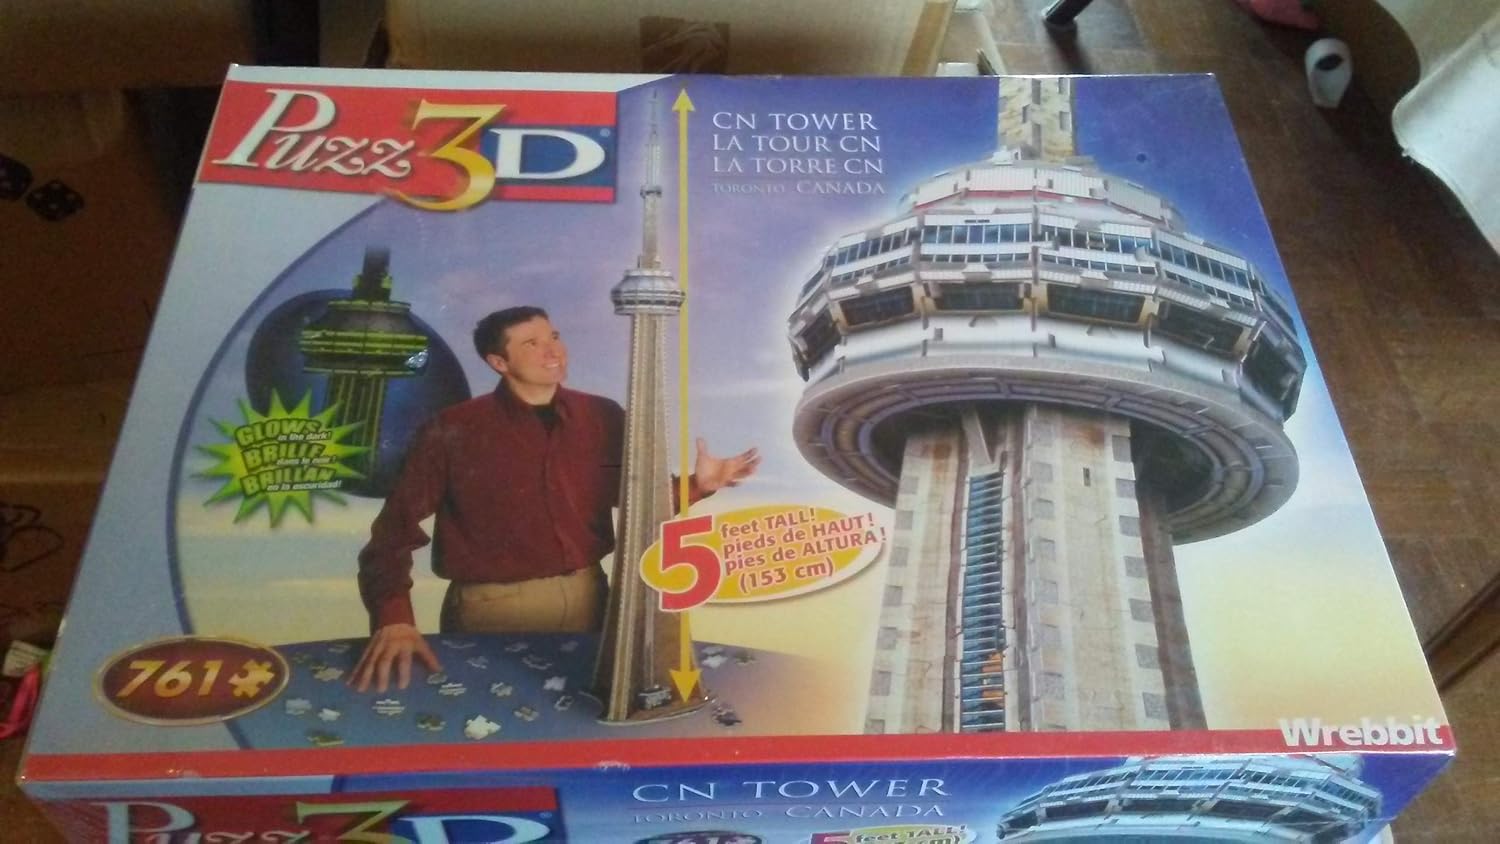 Puzz3D®
CN TOWER
LA TOUR CN
LA TORRE CN
TORONTO CANADA
GLOWS
in the dark!
BRILLE
dans le noir!
BRILLAN
en la oscuridad!
5 feet TALL!
pieds de HAUT!
pies de ALTURA!
(153 cm)
761
Wrebbit
Puzz3D
CN TOWER
TORONTO CANADA
761
5 feet TALL!